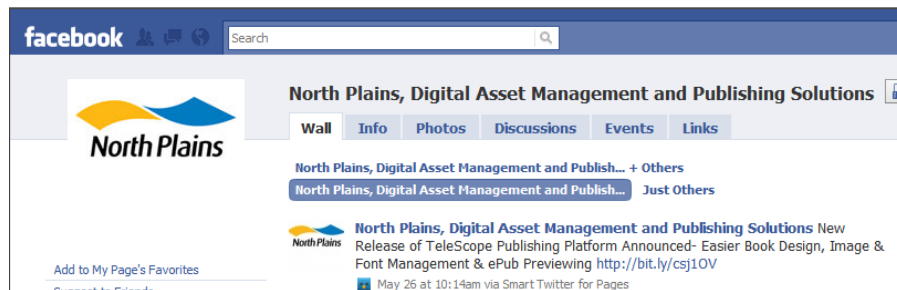 facebook
Search
North Plains
North Plains, Digital Asset Management and Publishing Solutions
Wall Info Photos Discussions Events Links
North Plains, Digital Asset Management and Publish... + Others
North Plains, Digital Asset Management and Publish... Just Others
North Plains
North Plains, Digital Asset Management and Publishing Solutions New
Release of TeleScope Publishing Platform Announced- Easier Book Design, Image &
Font Management & ePub Previewing http://bit.ly/csj1OV
May 26 at 10:14am via Smart Twitter for Pages
Add to My Page's Favorites
Suggest to Friends